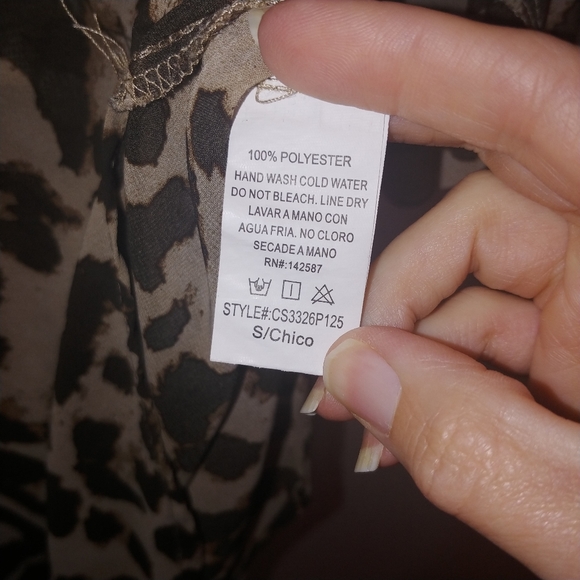 100% POLYESTER
HAND WASH COLD WATER
DO NOT BLEACH. LINE DRY
LAVAR A MANO CON
AGUA FRIA. NO CLORO
SECADE A MANO
RN#:142587
STYLE#:CS3326P125
S/Chico